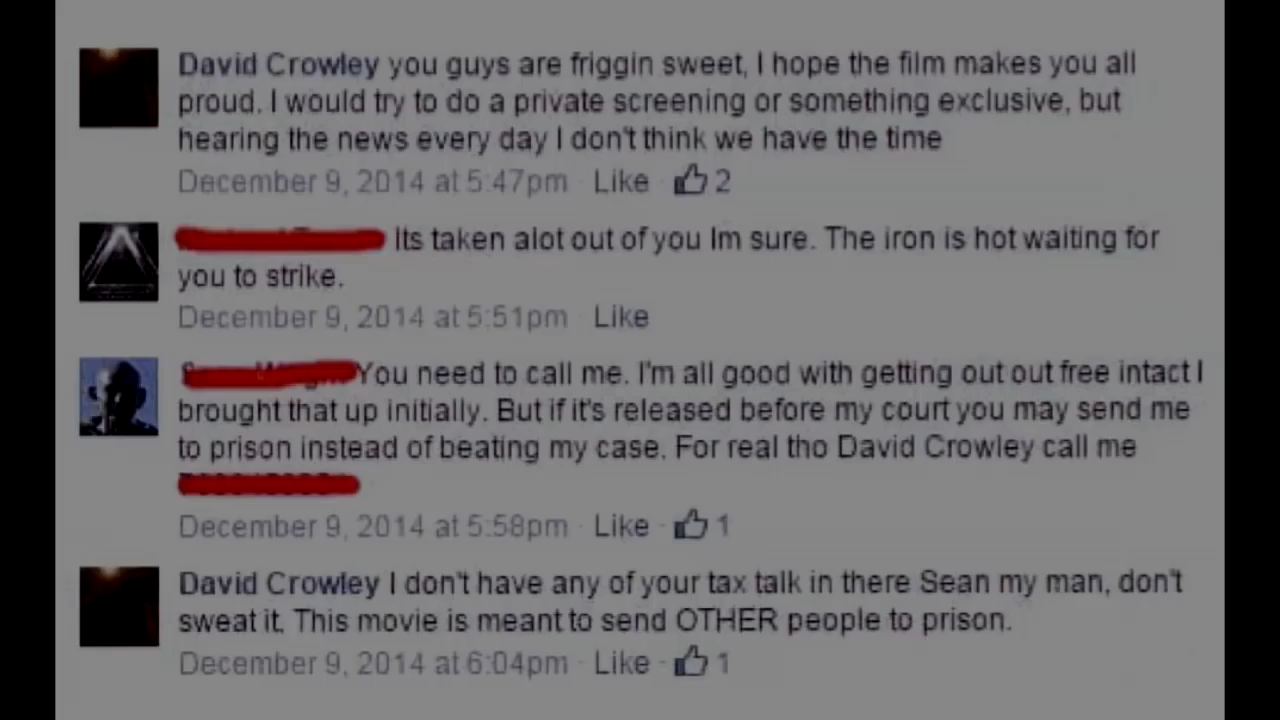 David Crowley you guys are friggin sweet, I hope the film makes you all
proud. I would try to do a private screening or something exclusive, but
hearing the news every day I don't think we have the time
December 9, 2014 at 5:47pm · Like · 2
Its taken alot out of you Im sure. The iron is hot waiting for
you to strike.
December 9, 2014 at 5:51pm · Like
You need to call me. I'm all good with getting out out free intact I
brought that up initially. But if it's released before my court you may send me
to prison instead of beating my case. For real tho David Crowley call me
December 9, 2014 at 5:58pm · Like · 1
David Crowley I don't have any of your tax talk in there Sean my man, don't
sweat it. This movie is meant to send OTHER people to prison.
December 9, 2014 at 6:04pm · Like · 1